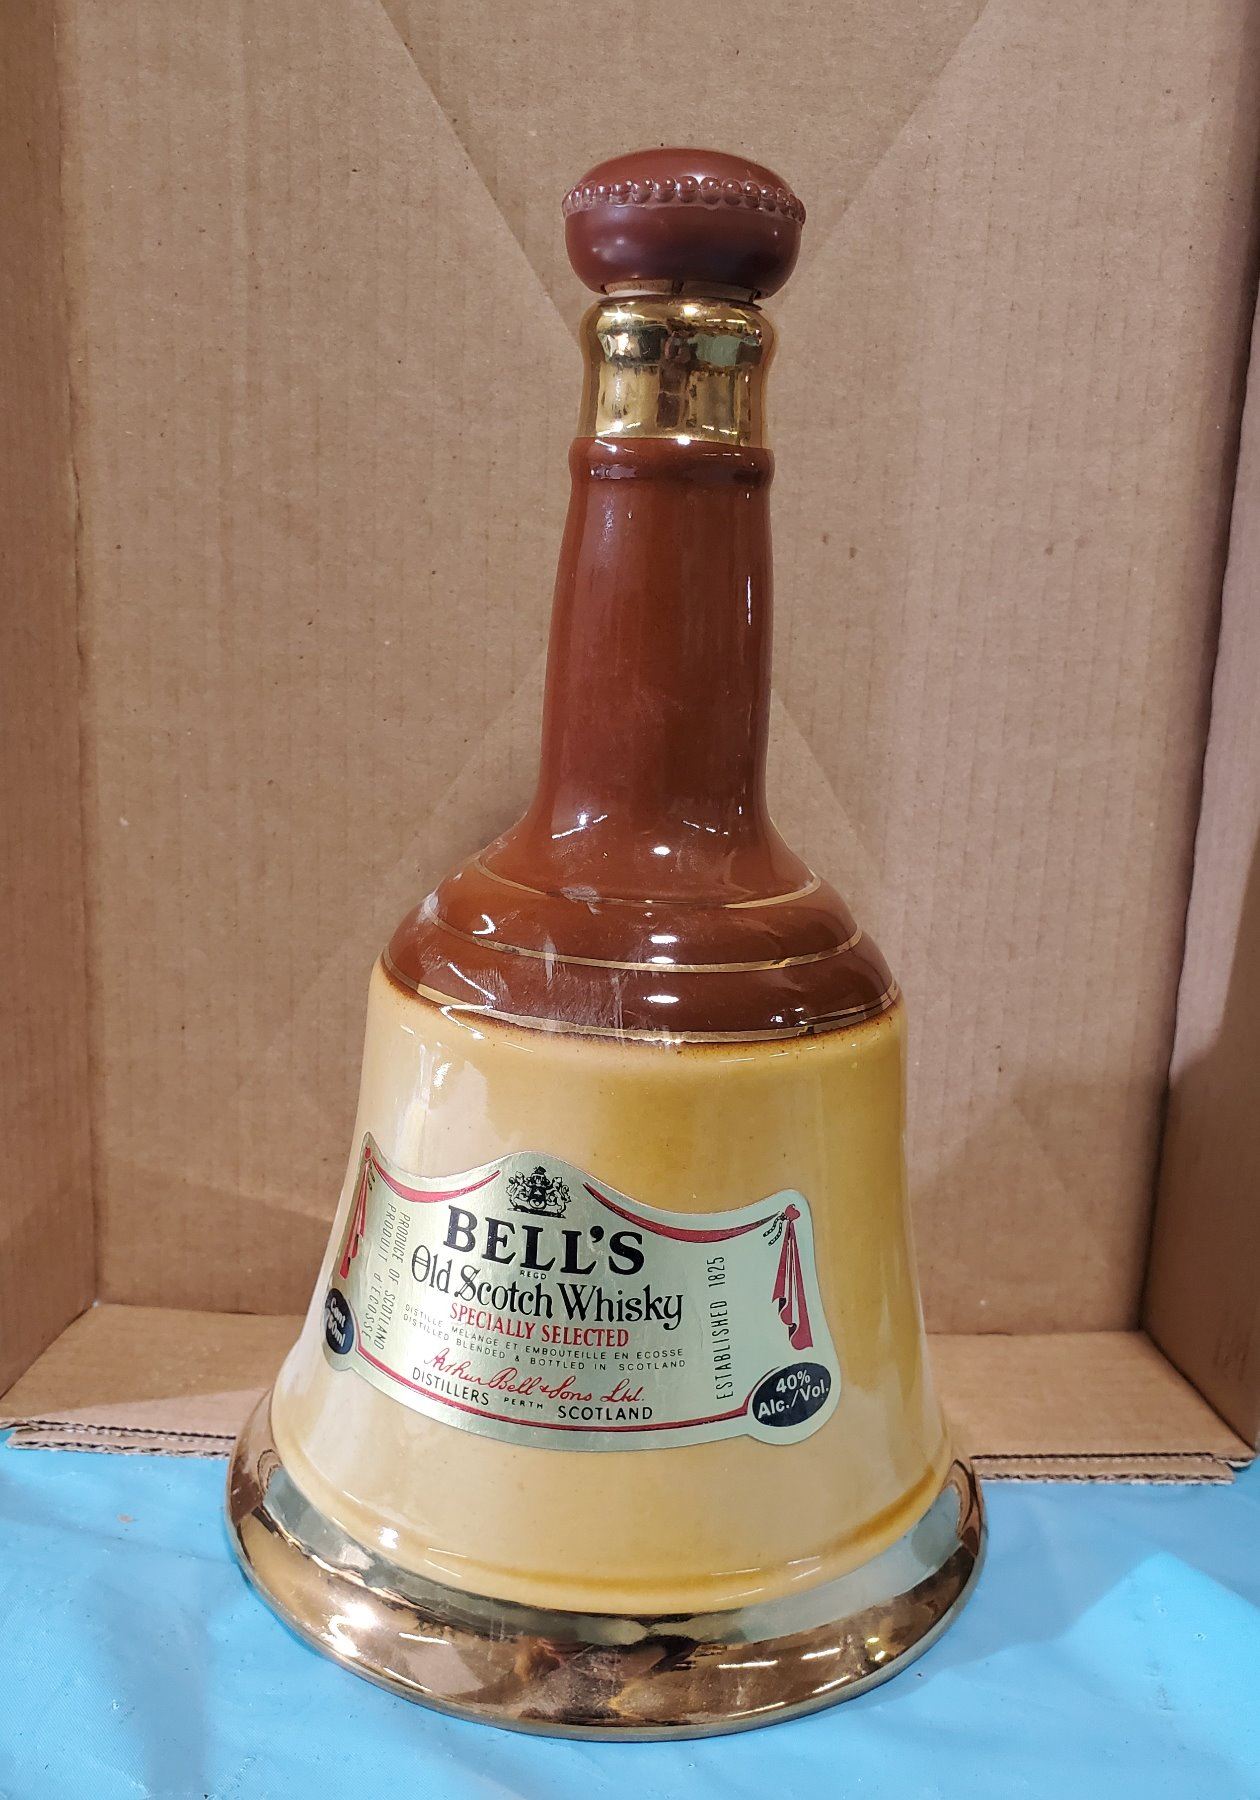 BELL'S
REGD
Old Scotch Whisky
SPECIALLY SELECTED
DISTILLE MELANGE ET EMBOUTEILLE EN ECOSSE
DISTILLED BLENDED & BOTTLED IN SCOTLAND
Arthur Bell & Sons Ltd.
DISTILLERS PERTH SCOTLAND
PRODUCE OF SCOTLAND
PRODUIT d'ECOSSE
ESTABLISHED 1825
40%
Alc./Vol.